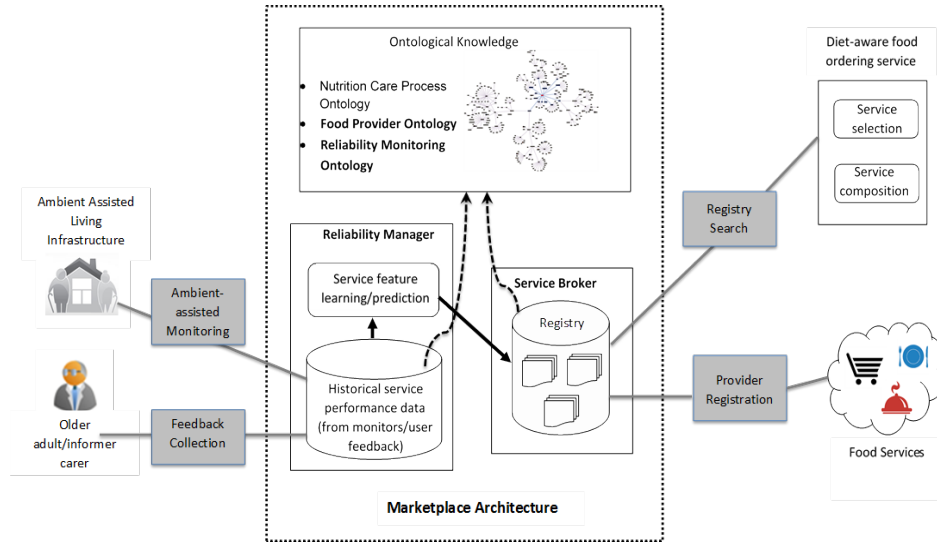 Ontological Knowledge
Nutrition Care Process
Ontology
Food Provider Ontology
Reliability Monitoring
Ontology
Diet-aware food
ordering service
Service
selection
Service
composition
Ambient Assisted
Living
Infrastructure
Ambient-
assisted
Monitoring
Reliability Manager
Service feature
learning/prediction
Historical service
performance data
(from monitors/user
feedback)
Service Broker
Registry
Registry
Search
Provider
Registration
Food Services
Older
adult/informer
carer
Feedback
Collection
Marketplace Architecture